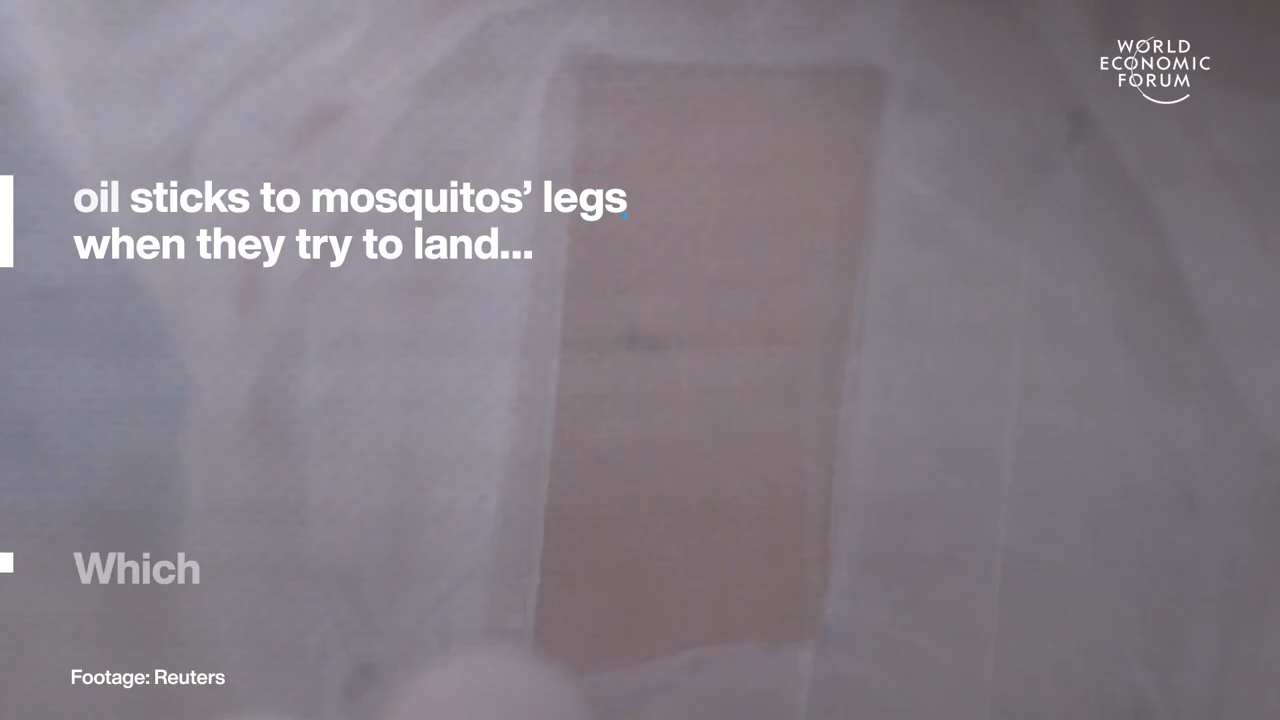 WORLD
ECONOMIC
FORUM
oil sticks to mosquitos’ legs
when they try to land...
Which
Footage: Reuters